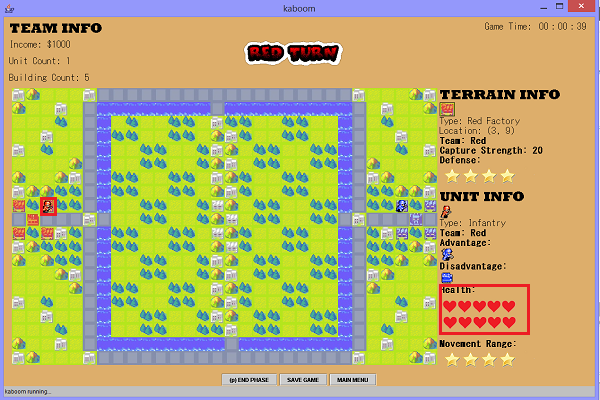 kaboom
TEAM INFO
Game Time: 00:00:39
Income: $1000
RED TURN
Unit Count: 1
Building Count: 5
TERRAIN INFO
Type: Red Factory
Location: (3, 9)
Team: Red
Capture Strength: 20
Defense:
UNIT INFO
Type: Infantry
Team: Red
Advantage:
Disadvantage:
Health:
Movement Range:
(p) END PHASE
SAVE GAME
MAIN MENU
kaboom running...